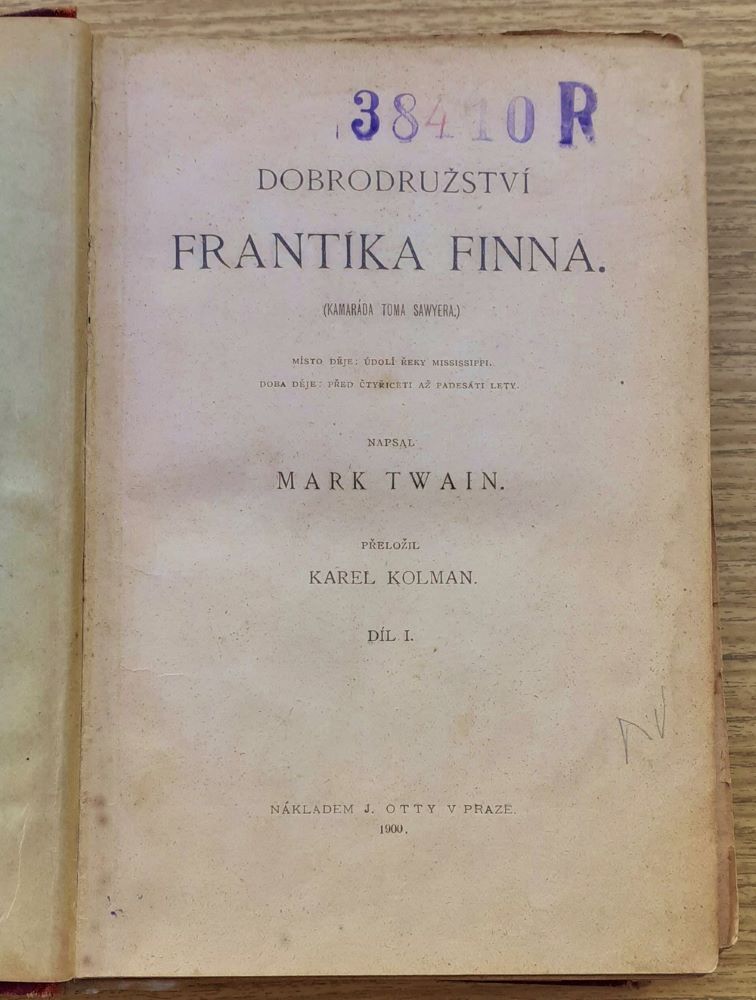 38410 R
DOBRODRUŽSTVÍ
FRANTÍKA FINNA.
(KAMARÁDA TOMA SAWYERA.)
MÍSTO DĚJE: ÚDOLÍ ŘEKY MISSISSIPPI.
DOBA DĚJE: PŘED ČTYŘICETI AŽ PADESÁTI LETY.
NAPSAL
MARK TWAIN.
PŘELOŽIL
KAREL KOLMAN.
DÍL I.
NÁKLADEM J. OTTY V PRAZE.
1900.